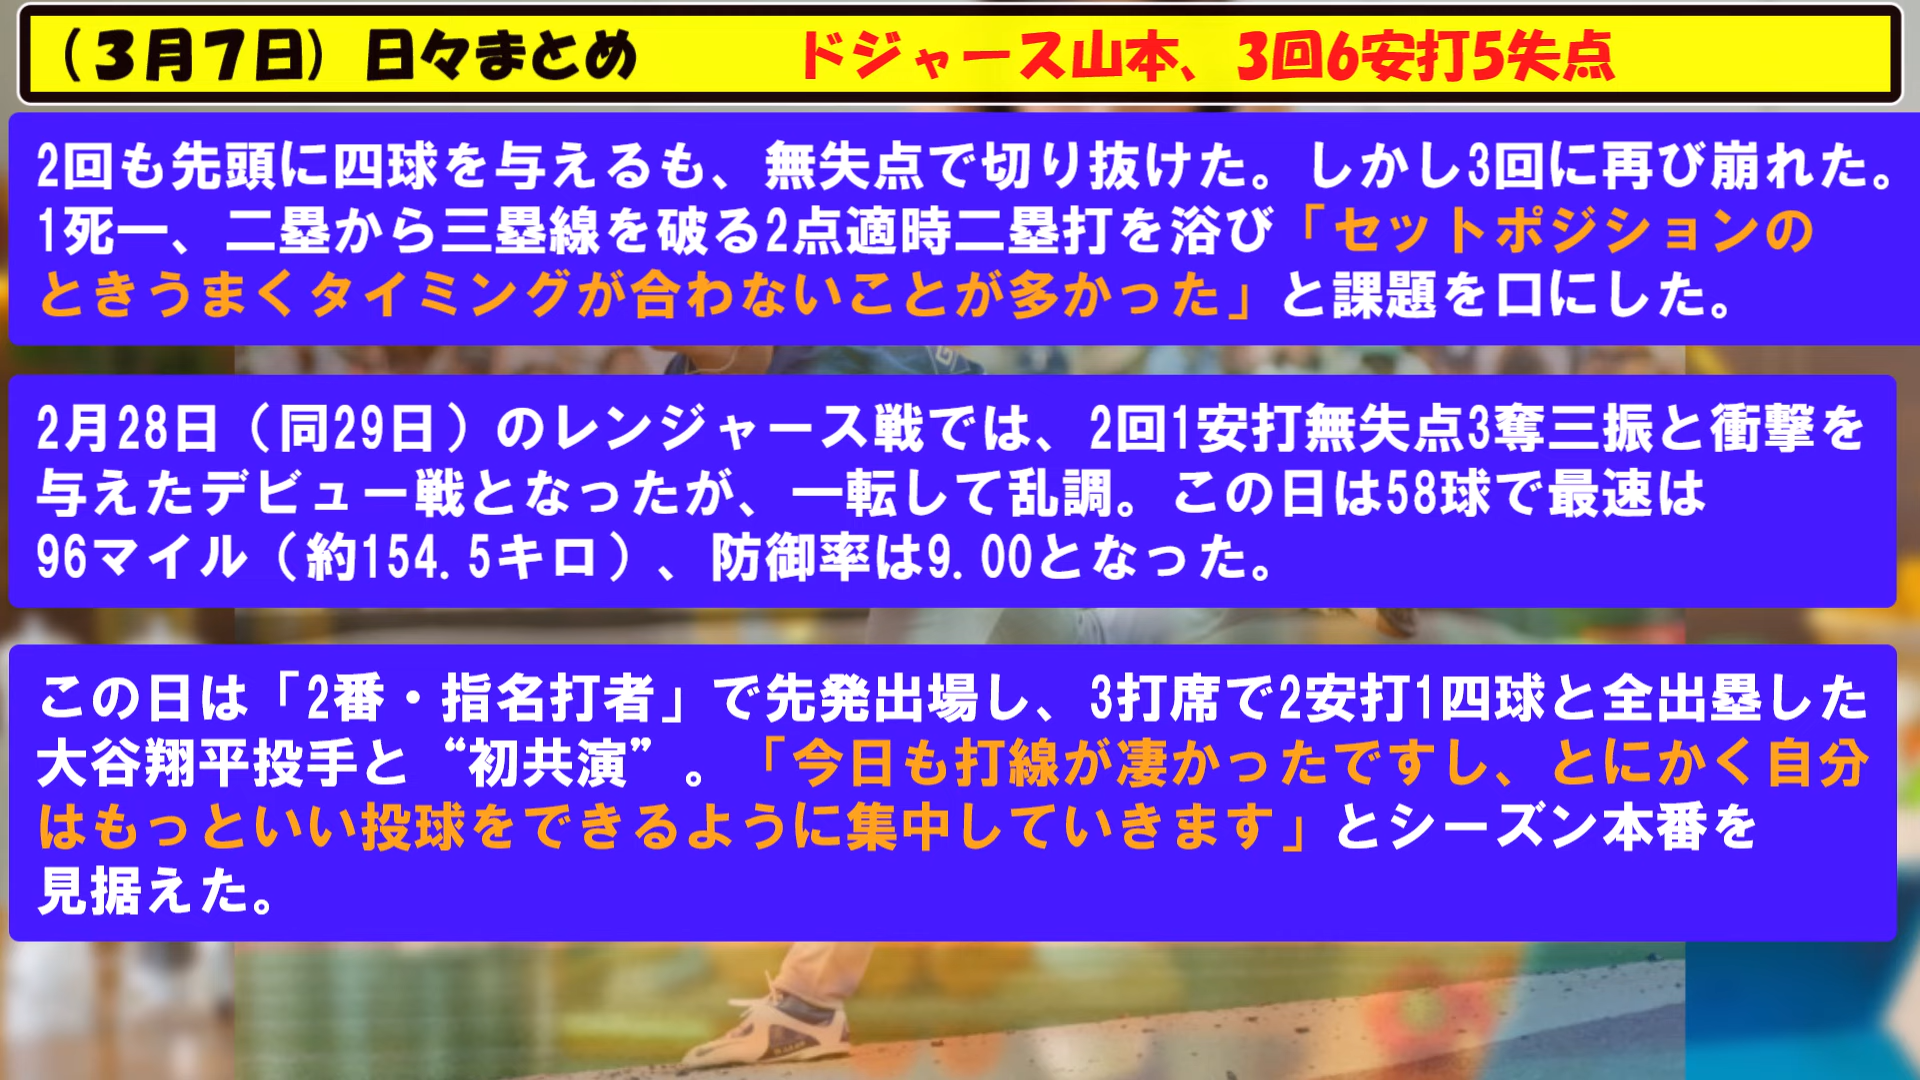 （３月７日）日々まとめ　ドジャース山本、3回6安打5失点
2回も先頭に四球を与えるも、無失点で切り抜けた。しかし3回に再び崩れた。
1死一、二塁から三塁線を破る2点適時二塁打を浴び「セットポジションの
ときうまくタイミングが合わないことが多かった」と課題を口にした。
2月28日（同29日）のレンジャース戦では、2回1安打無失点3奪三振と衝撃を
与えたデビュー戦となったが、一転して乱調。この日は58球で最速は
96マイル（約154.5キロ）、防御率は9.00となった。
この日は「2番・指名打者」で先発出場し、3打席で2安打1四球と全出塁した
大谷翔平投手と“初共演”。「今日も打線が凄かったですし、とにかく自分
はもっといい投球をできるように集中していきます」とシーズン本番を
見据えた。